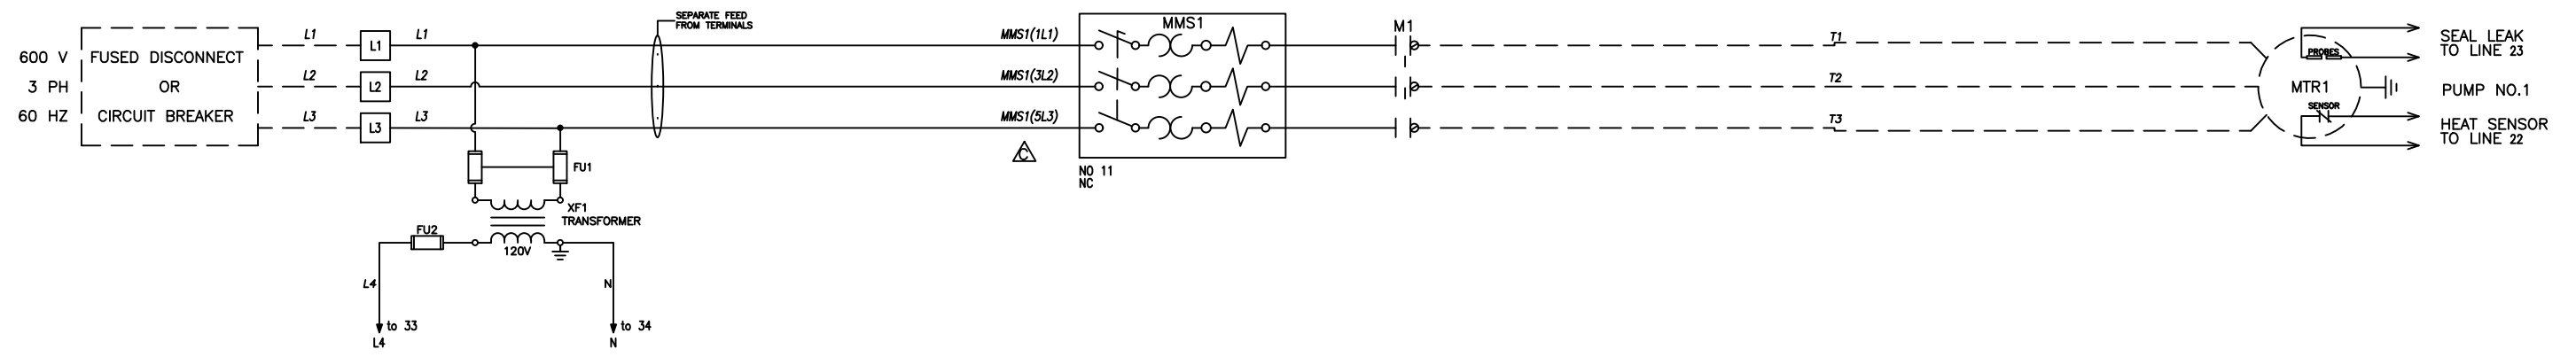 600 V
3 PH
60 HZ
FUSED DISCONNECT
OR
CIRCUIT BREAKER
L1
L1
L1
L2
L2
L2
L3
L3
L3
SEPARATE FEED
FROM TERMINALS
MMS1(1L1)
MMS1(3L2)
MMS1(5L3)
C
MMS1
NO 11
NC
M1
T1
T2
T3
PROBES
MTR1
SENSOR
SEAL LEAK
TO LINE 23
PUMP NO.1
HEAT SENSOR
TO LINE 22
FU1
XF1
TRANSFORMER
FU2
120V
L4
N
to 33
L4
to 34
N